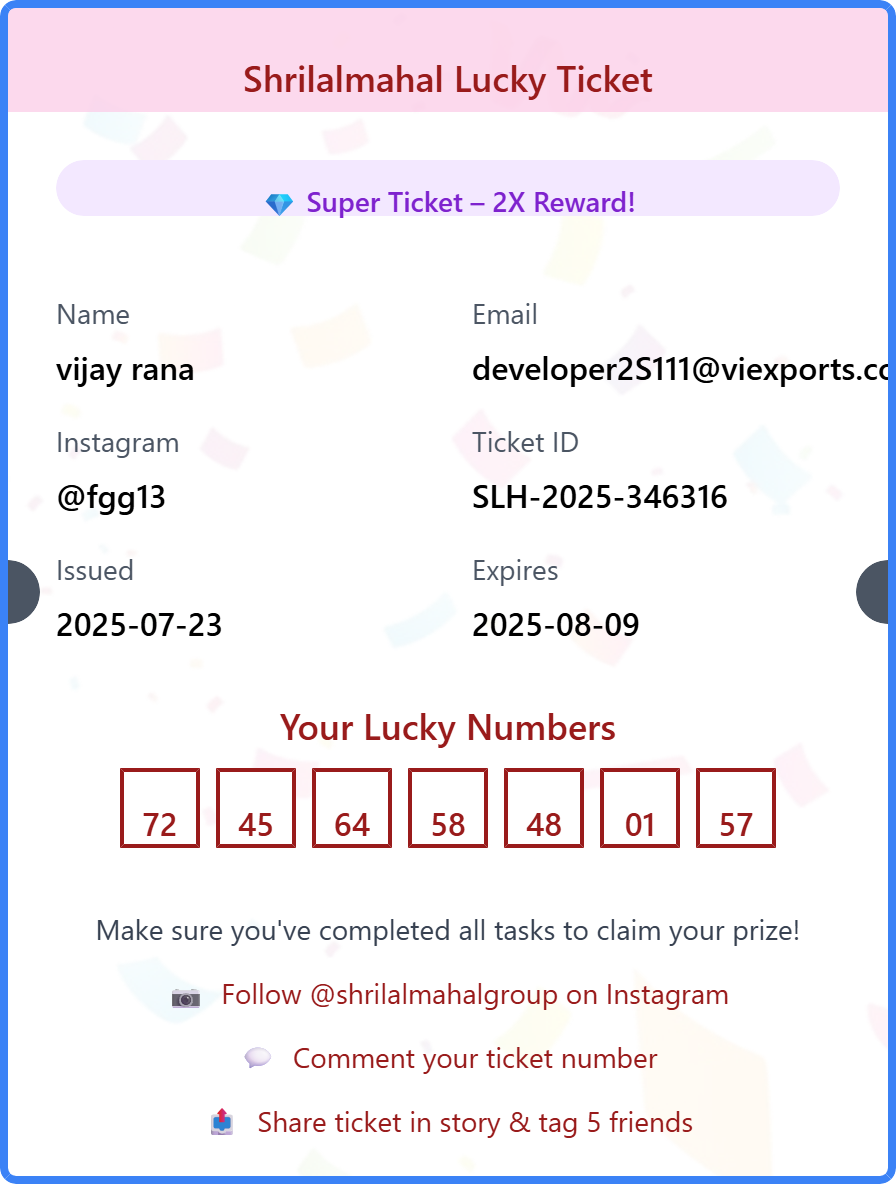 Shrilalmahal Lucky Ticket
💎 Super Ticket – 2X Reward!
Name
Email
vijay rana
developer2S111@viexports.cc
Instagram
Ticket ID
@fgg13
SLH-2025-346316
Issued
Expires
2025-07-23
2025-08-09
Your Lucky Numbers
72 45 64 58 48 01 57
Make sure you've completed all tasks to claim your prize!
📷 Follow @shrilalmahalgroup on Instagram
💬 Comment your ticket number
📤 Share ticket in story & tag 5 friends